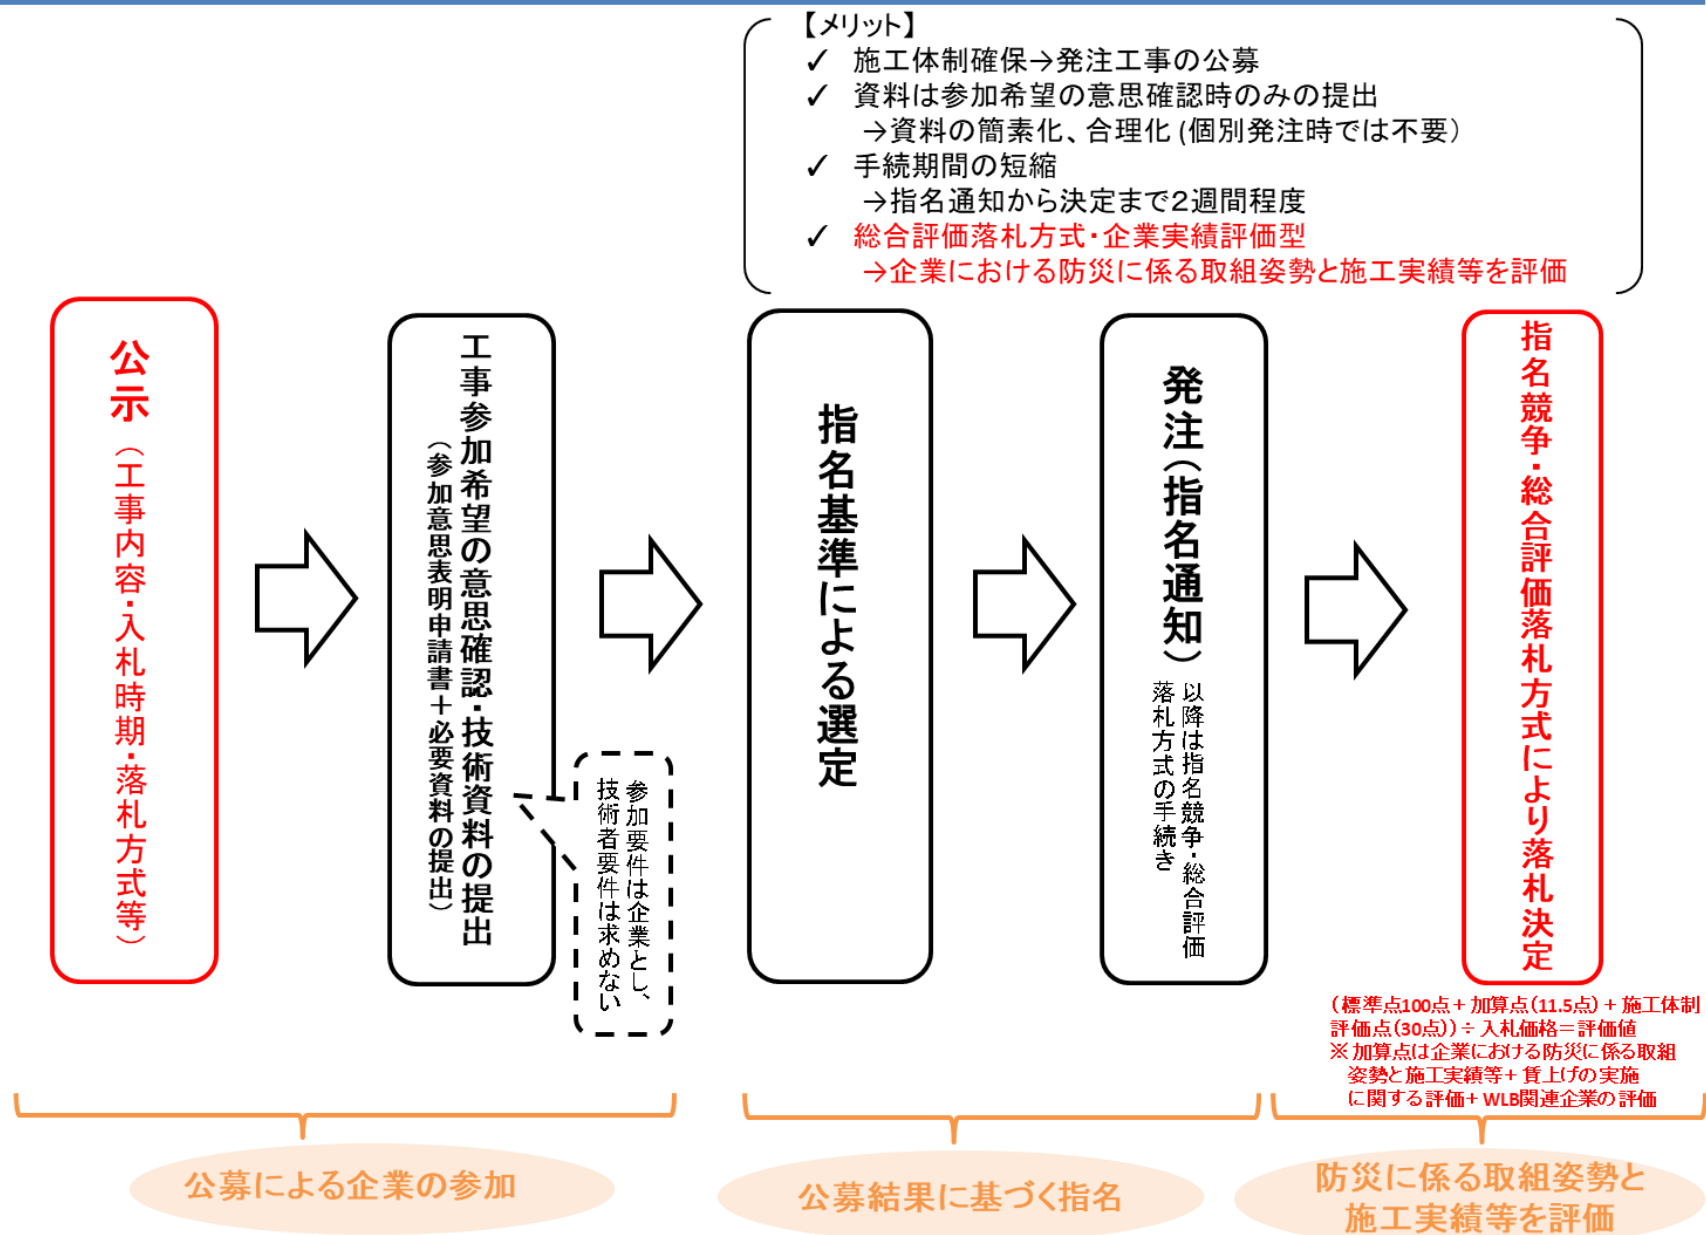 【メリット】
✓ 施工体制確保→発注工事の公募
✓ 資料は参加希望の意思確認時のみの提出
→資料の簡素化、合理化 (個別発注時では不要）
✓ 手続期間の短縮
→指名通知から決定まで２週間程度
✓ 総合評価落札方式・企業実績評価型
→企業における防災に係る取組姿勢と施工実績等を評価
公示（工事内容・入札時期・落札方式等）
工事参加希望の意思確認・技術資料の提出
（参加意思表明申請書＋必要資料の提出）
参加要件は企業とし、
技術者要件は求めない
指名基準による選定
発注（指名通知）
以降は指名競争・総合評価
落札方式の手続き
指名競争・総合評価落札方式により落札決定
（標準点100点＋加算点（11.5点）＋施工体制
評価点（30点））÷入札価格＝評価値
※加算点は企業における防災に係る取組
姿勢と施工実績等＋賃上げの実施
に関する評価＋WLB関連企業の評価
公募による企業の参加
公募結果に基づく指名
防災に係る取組姿勢と
施工実績等を評価